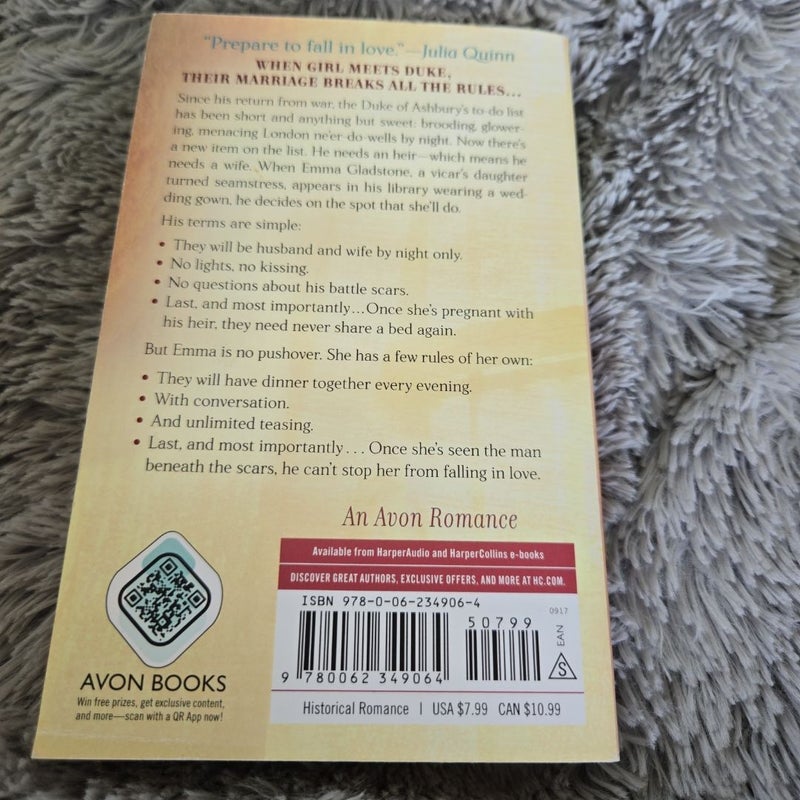 "Prepare to fall in love."—Julia Quinn
WHEN GIRL MEETS DUKE,
THEIR MARRIAGE BREAKS ALL THE RULES...
Since his return from war, the Duke of Ashbury's to-do list
has been short and anything but sweet: brooding, glower-
ing, menacing London ne'er-do-wells by night. Now there's
a new item on the list. He needs an heir—which means he
needs a wife. When Emma Gladstone, a vicar's daughter
turned seamstress, appears in his library wearing a wed-
ding gown, he decides on the spot that she'll do.
His terms are simple:
• They will be husband and wife by night only.
• No lights, no kissing.
• No questions about his battle scars.
• Last, and most importantly...Once she's pregnant with
his heir, they need never share a bed again.
But Emma is no pushover. She has a few rules of her own:
• They will have dinner together every evening.
• With conversation.
• And unlimited teasing.
• Last, and most importantly... Once she's seen the man
beneath the scars, he can't stop her from falling in love.
An Avon Romance
Available from HarperAudio and HarperCollins e-books
DISCOVER GREAT AUTHORS, EXCLUSIVE OFFERS, AND MORE AT HC.COM.
ISBN 978-0-06-234906-4
0917
50799
EAN
S
9 780062 349064
AVON BOOKS
Win free prizes, get exclusive content,
and more—scan with a QR App now!
Historical Romance | USA $7.99 CAN $10.99